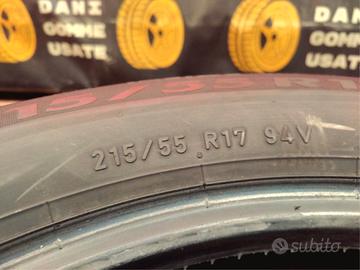 DANI
GOMME
USATE
DANI
GOMME
USATE
215/55 R17 94V
subito